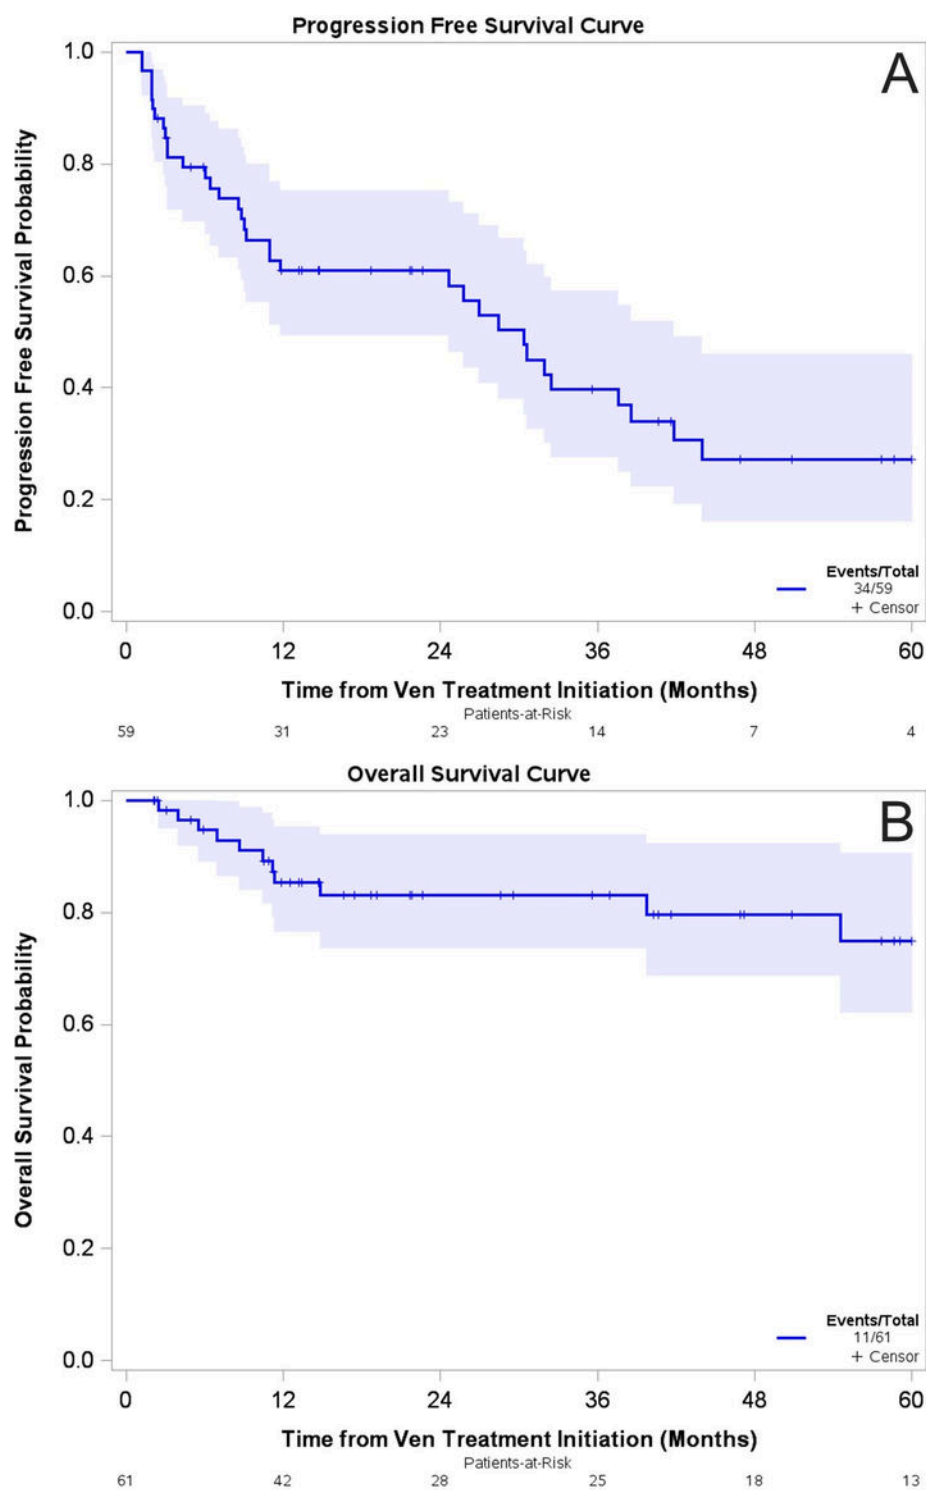 Progression Free Survival Curve
A
1.0
0.8
0.6
0.4
0.2
0.0
Progression Free Survival Probability
Events/Total
34/59
+ Censor
0 12 24 36 48 60
Time from Ven Treatment Initiation (Months)
Patients-at-Risk
59 31 23 14 7 4
Overall Survival Curve
B
1.0
0.8
0.6
0.4
0.2
0.0
Overall Survival Probability
Events/Total
11/61
+ Censor
0 12 24 36 48 60
Time from Ven Treatment Initiation (Months)
Patients-at-Risk
61 42 28 25 18 13